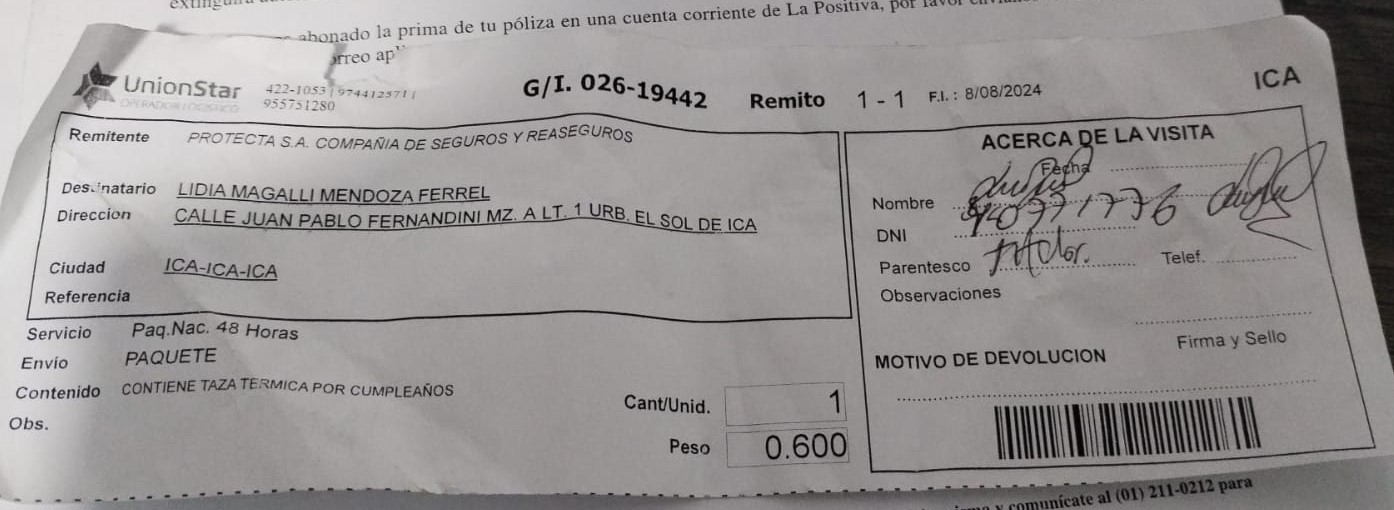 abonado la prima de tu póliza en una cuenta corriente de La Positiva, por favor
UnionStar
OPERADOR LOGISTICO
422-1053 | 974412571 |
955751280
G/I. 026-19442
Remito 1 - 1
F.I. : 8/08/2024
ICA
Remitente PROTECTA S.A. COMPAÑIA DE SEGUROS Y REASEGUROS
Destinatario LIDIA MAGALLI MENDOZA FERREL
Direccion CALLE JUAN PABLO FERNANDINI MZ. A LT. 1 URB. EL SOL DE ICA
Ciudad ICA-ICA-ICA
Referencia
Servicio Paq.Nac. 48 Horas
Envio PAQUETE
Contenido CONTIENE TAZA TERMICA POR CUMPLEAÑOS
Obs.
Cant/Unid. 1
Peso 0.600
ACERCA DE LA VISITA
Fecha
Nombre
DNI
Parentesco titular.
Telef.
Observaciones
Firma y Sello
MOTIVO DE DEVOLUCION
y comunícate al (01) 211-0212 para